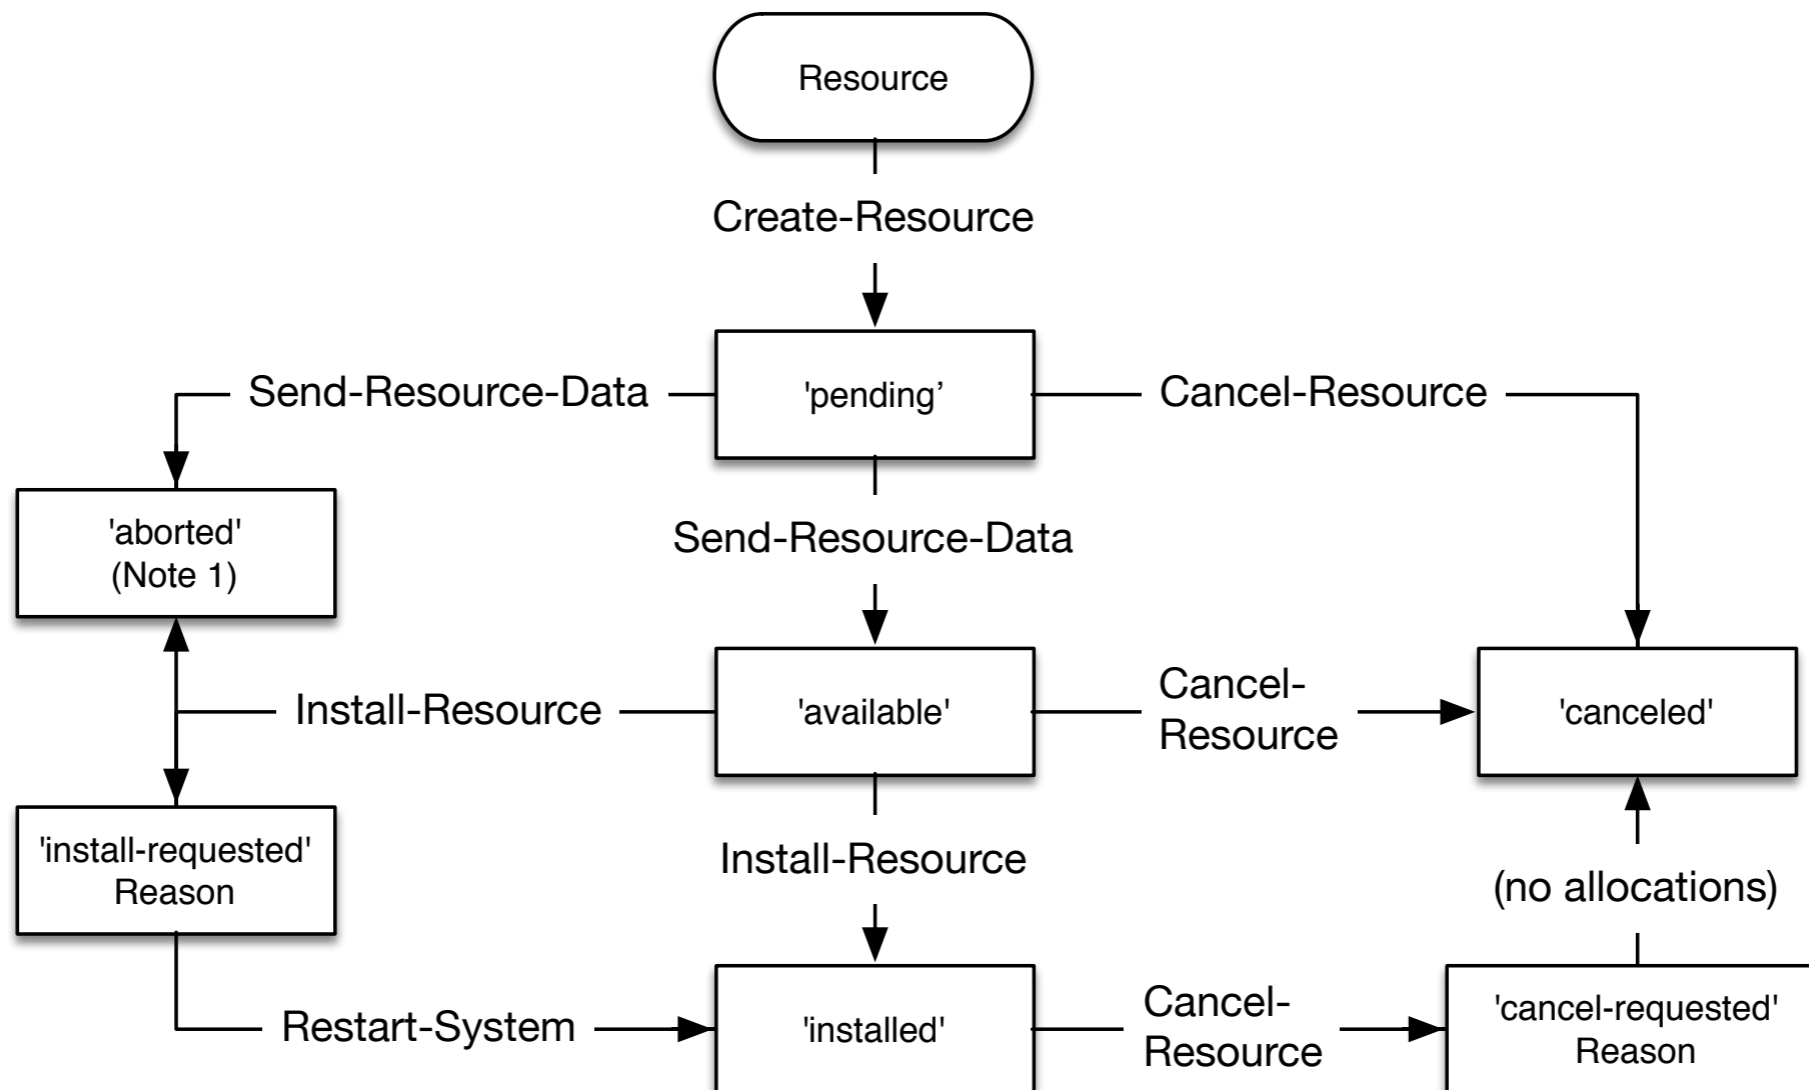 Resource
Create-Resource
Send-Resource-Data
'pending’
Cancel-Resource
'aborted'
(Note 1)
Send-Resource-Data
Install-Resource
'available'
Cancel-
Resource
'canceled'
'install-requested'
Reason
Install-Resource
(no allocations)
Restart-System
'installed'
Cancel-
Resource
'cancel-requested'
Reason